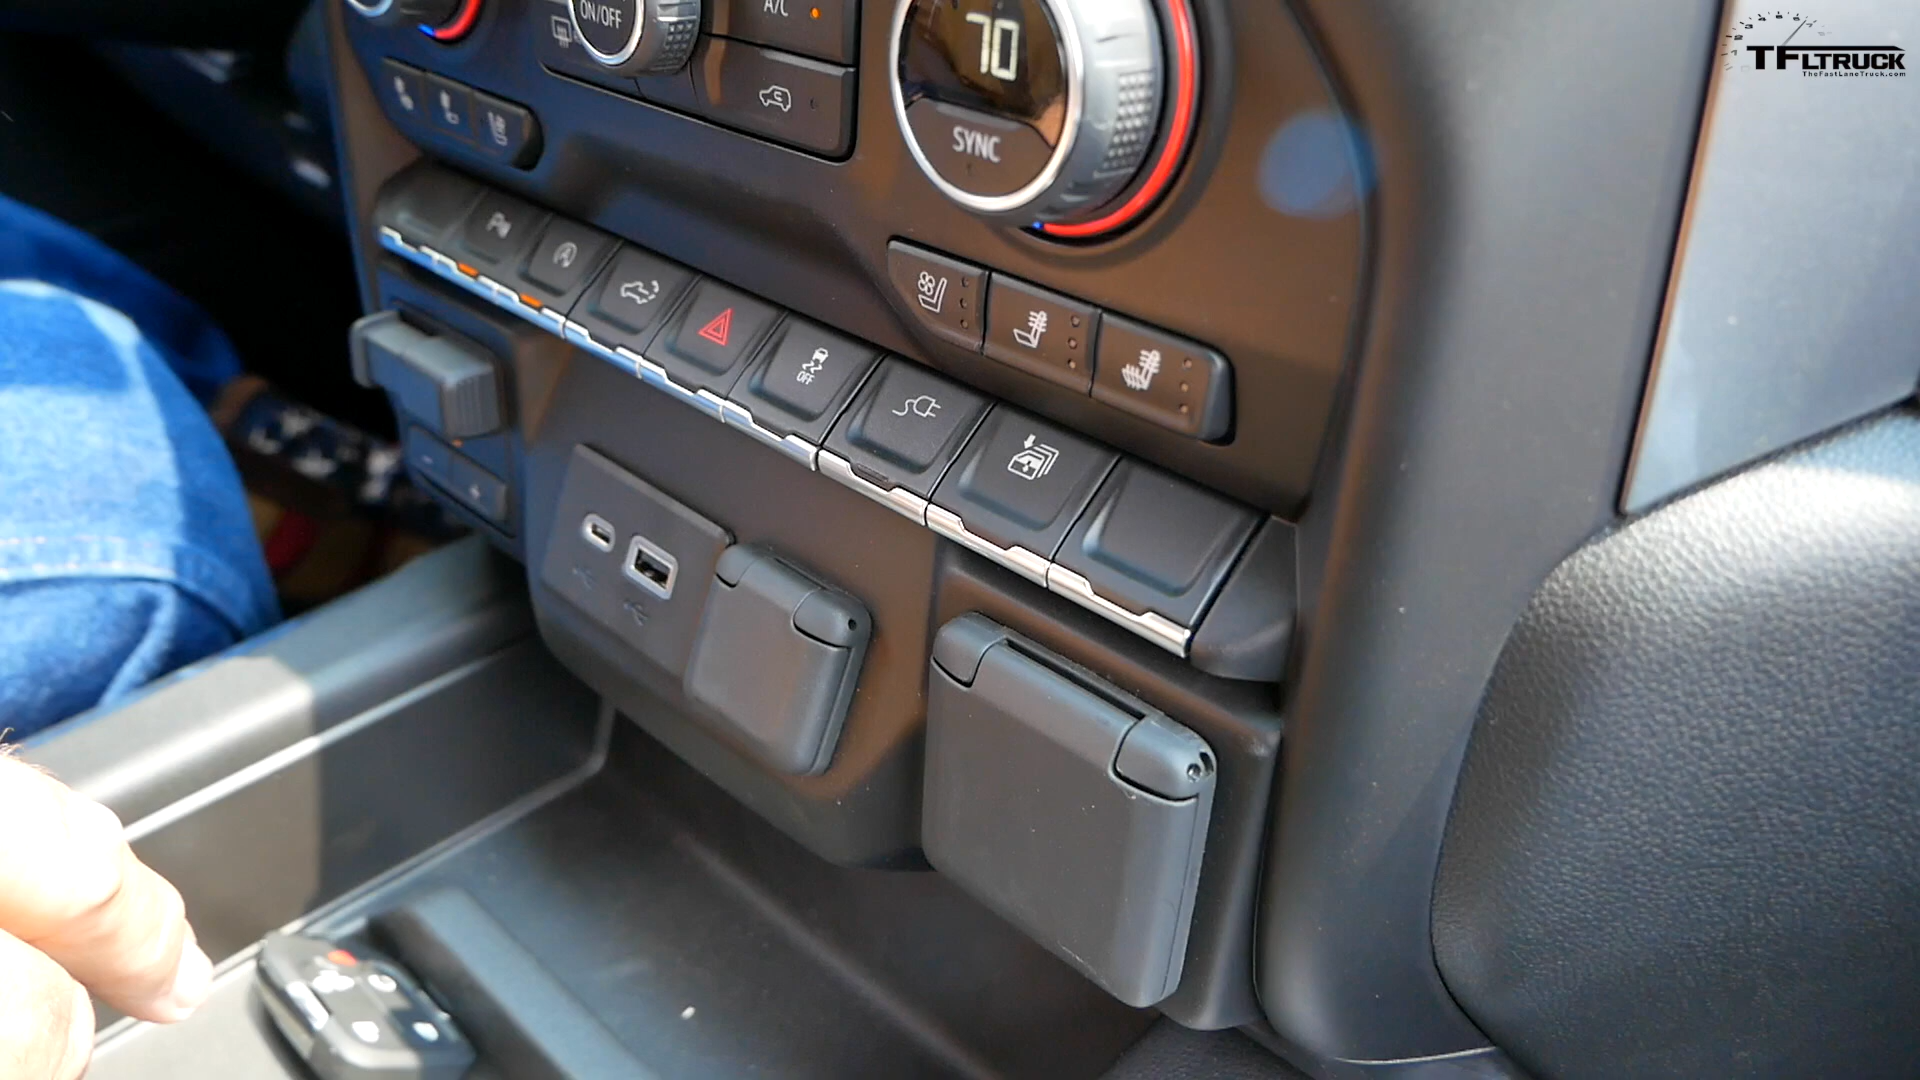 TFLTRUCK
TheFastLaneTruck.com
ON/OFF
A/C
70
SYNC
P
A
OFF
-
+